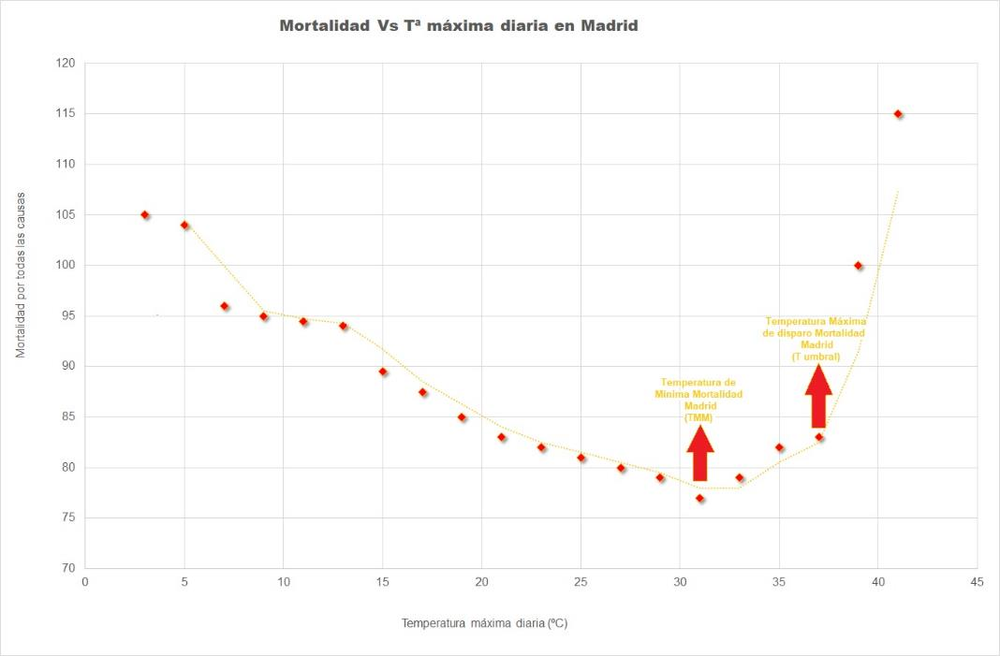 Mortalidad Vs Tª máxima diaria en Madrid
120
115
110
105
100
95
90
85
80
75
70
Mortalidad por todas las causas
Temperatura Máxima
de disparo Mortalidad
Madrid
(T umbral)
Temperatura de
Minima Mortalidad
Madrid
(TMM)
0 5 10 15 20 25 30 35 40 45
Temperatura máxima diaria (ºC)